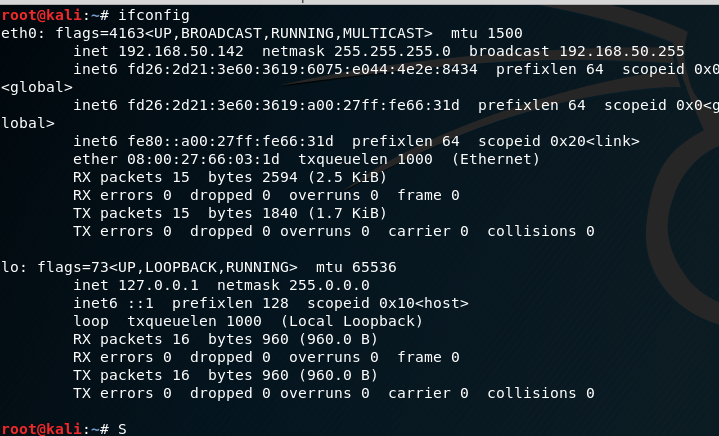 root@kali:~# ifconfig
eth0: flags=4163<UP,BROADCAST,RUNNING,MULTICAST>  mtu 1500
        inet 192.168.50.142  netmask 255.255.255.0  broadcast 192.168.50.255
        inet6 fd26:2d21:3e60:3619:6075:e044:4e2e:8434  prefixlen 64  scopeid 0x0
<global>
        inet6 fd26:2d21:3e60:3619:a00:27ff:fe66:31d  prefixlen 64  scopeid 0x0<g
lobal>
        inet6 fe80::a00:27ff:fe66:31d  prefixlen 64  scopeid 0x20<link>
        ether 08:00:27:66:03:1d  txqueuelen 1000  (Ethernet)
        RX packets 15  bytes 2594 (2.5 KiB)
        RX errors 0  dropped 0  overruns 0  frame 0
        TX packets 15  bytes 1840 (1.7 KiB)
        TX errors 0  dropped 0 overruns 0  carrier 0  collisions 0

lo: flags=73<UP,LOOPBACK,RUNNING>  mtu 65536
        inet 127.0.0.1  netmask 255.0.0.0
        inet6 ::1  prefixlen 128  scopeid 0x10<host>
        loop  txqueuelen 1000  (Local Loopback)
        RX packets 16  bytes 960 (960.0 B)
        RX errors 0  dropped 0  overruns 0  frame 0
        TX packets 16  bytes 960 (960.0 B)
        TX errors 0  dropped 0 overruns 0  carrier 0  collisions 0

root@kali:~# S